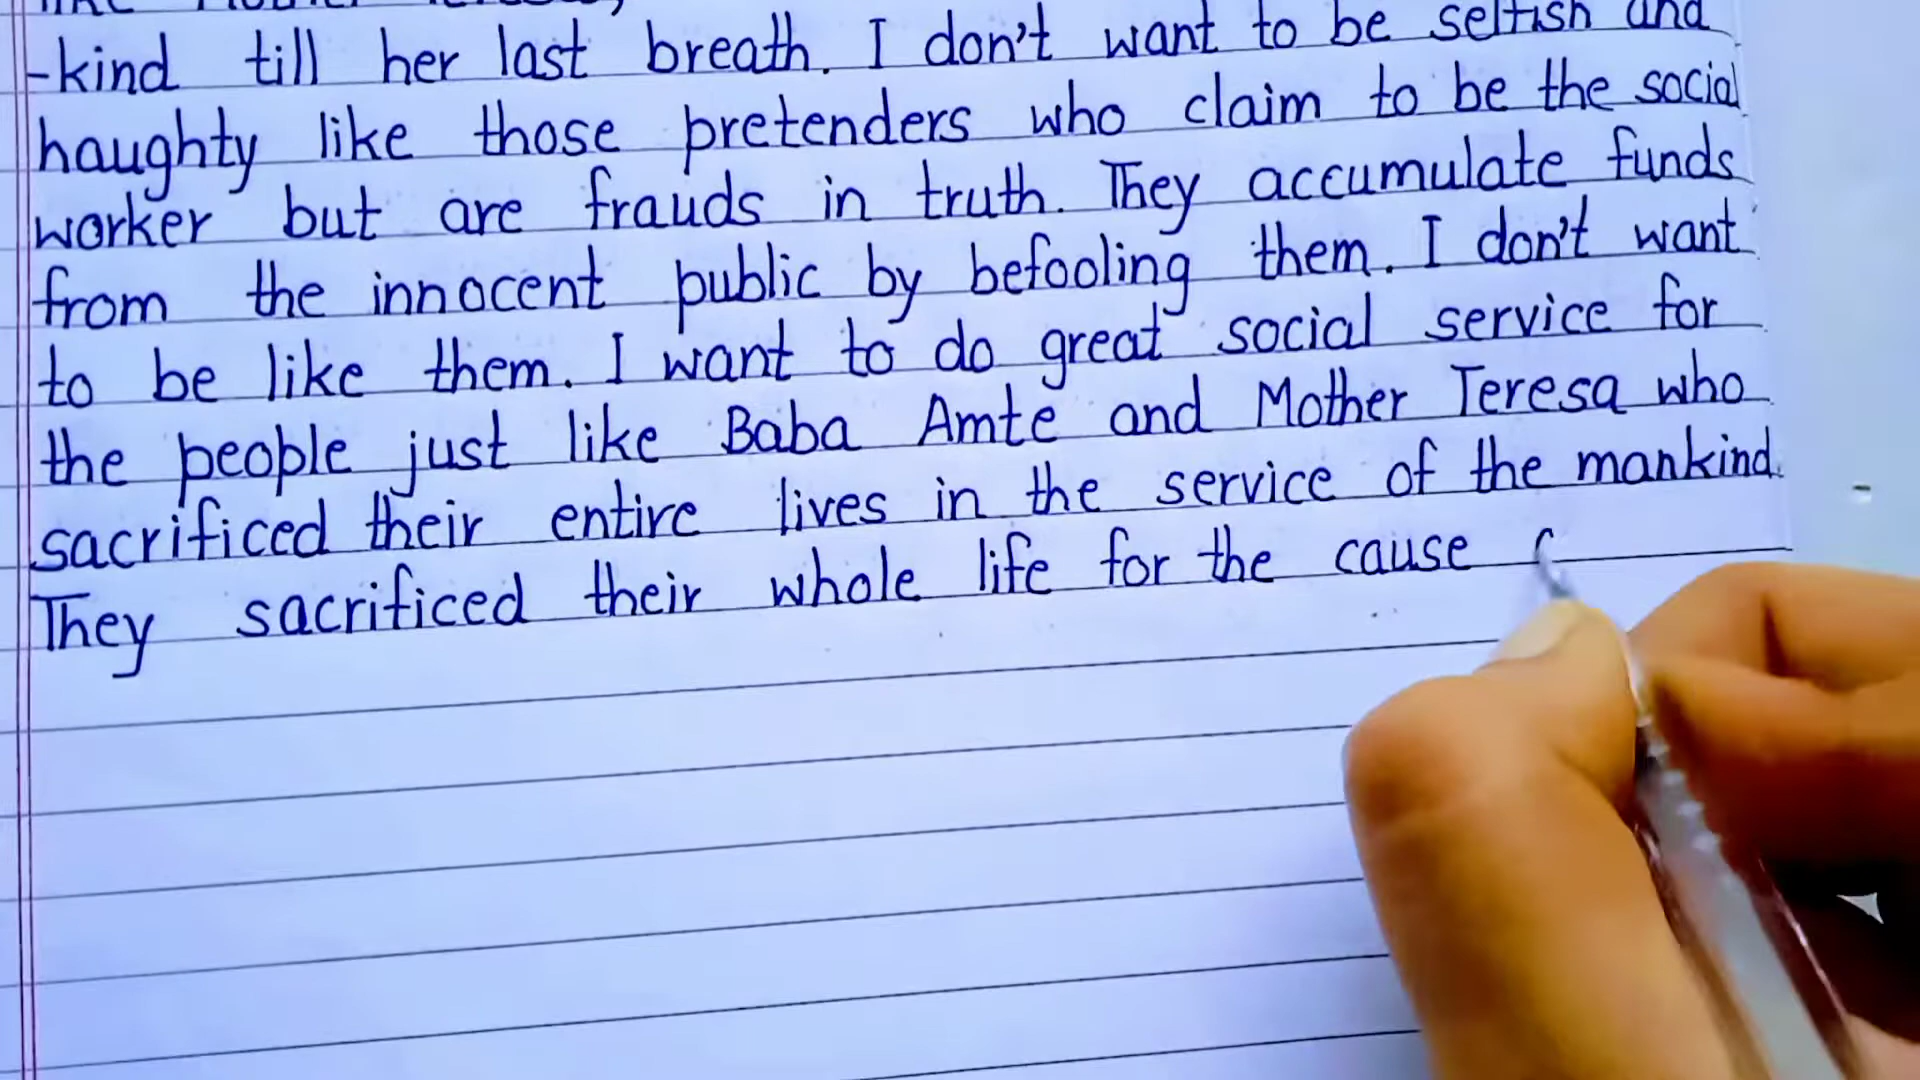 -kind till her last breath. I don't want to be selfish and
haughty like those pretenders who claim to be the social
worker but are frauds in truth. They accumulate funds
from the innocent public by befooling them. I don't want
to be like them. I want to do great social service for
the people just like Baba Amte and Mother Teresa who
sacrificed their entire lives in the service of the mankind.
They sacrificed their whole life for the cause